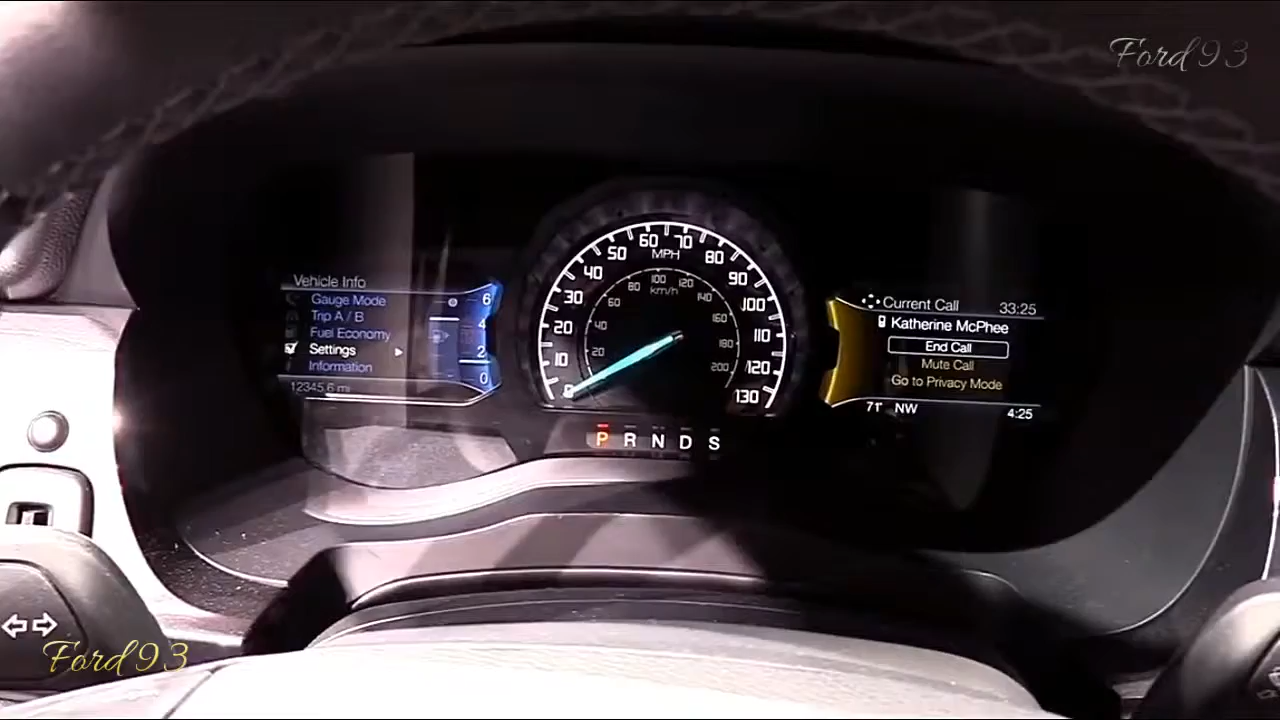 Ford93
Vehicle Info
Gauge Mode
Trip A / B
Fuel Economy
Settings
Information
12345.6 mi
6
4
2
0
0
10
20
30
40
50
60
70
80
90
100
110
120
130
MPH
20
40
60
80
100
120
140
160
180
200
km/h
P R N D S
Current Call 33:25
Katherine McPhee
End Call
Mute Call
Go to Privacy Mode
71° NW 4:25
Ford93